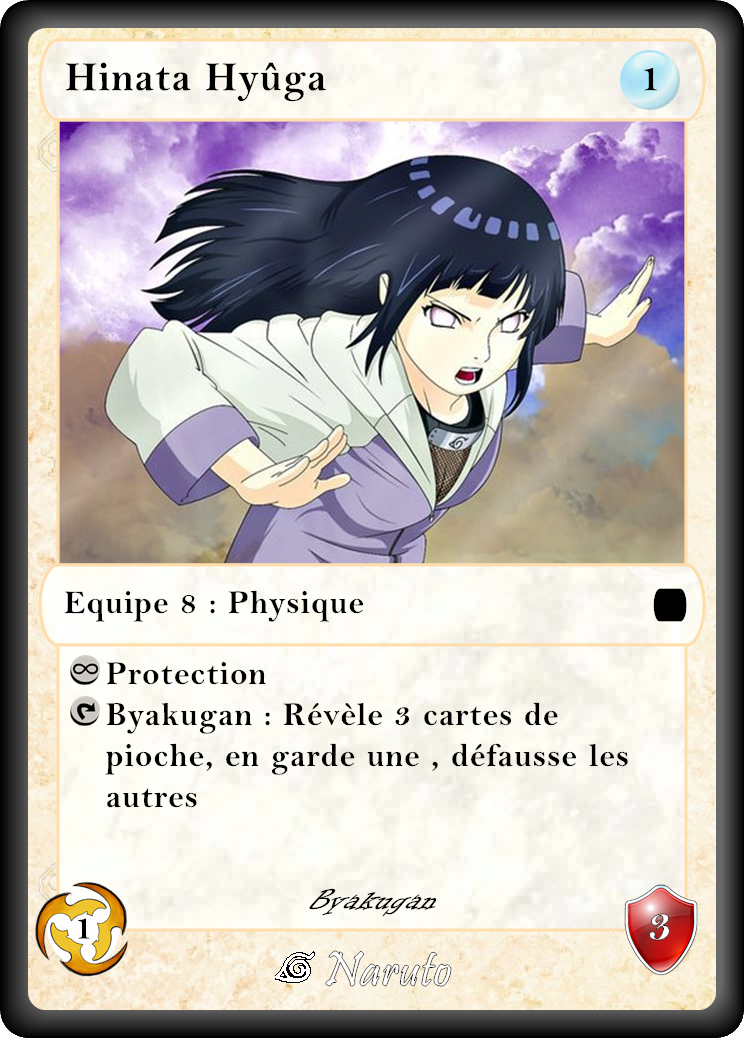 Hinata Hyûga
1
Equipe 8 : Physique
Protection
Byakugan : Révèle 3 cartes de
pioche, en garde une , défausse les
autres
Byakugan
1
3
Naruto